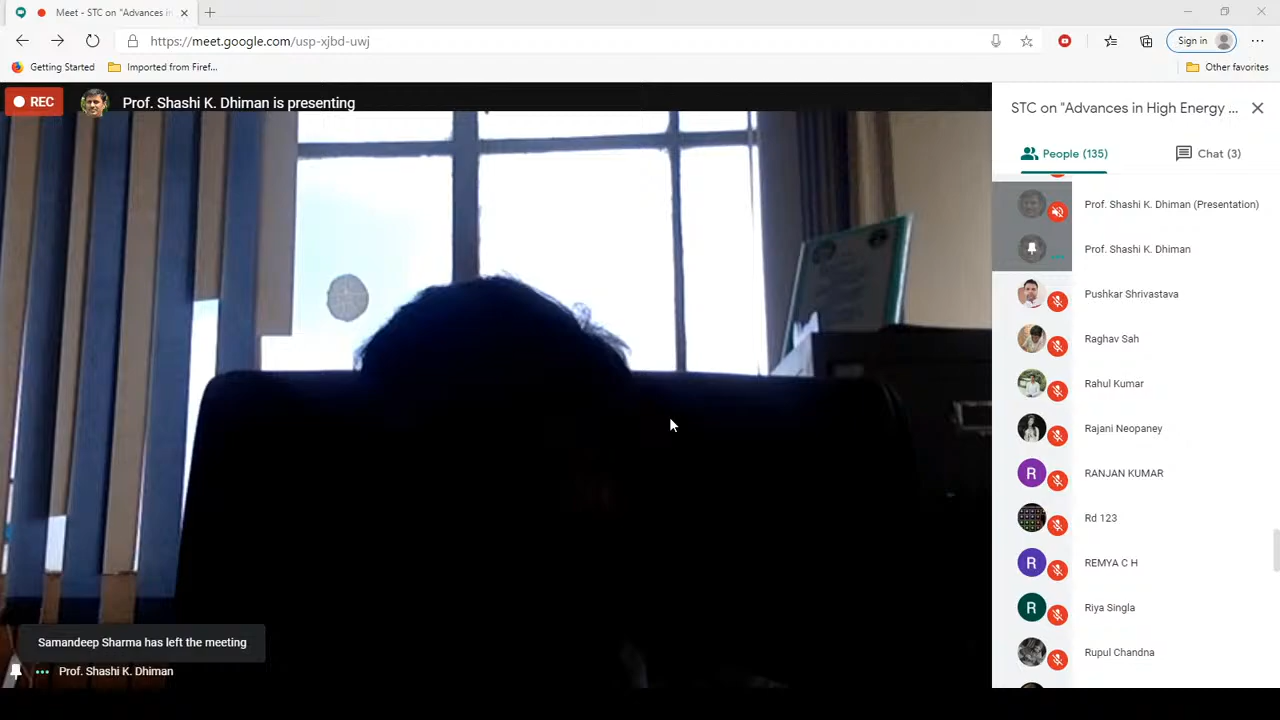 Meet - STC on "Advances in
https://meet.google.com/usp-xjbd-uwj
Sign in
Getting Started
Imported from Firef...
Other favorites
REC
Prof. Shashi K. Dhiman is presenting
STC on "Advances in High Energy ...
People (135)
Chat (3)
Prof. Shashi K. Dhiman (Presentation)
Prof. Shashi K. Dhiman
Pushkar Shrivastava
Raghav Sah
Rahul Kumar
Rajani Neopaney
R
RANJAN KUMAR
Rd 123
R
REMYA C H
R
Riya Singla
Rupul Chandna
Samandeep Sharma has left the meeting
Prof. Shashi K. Dhiman